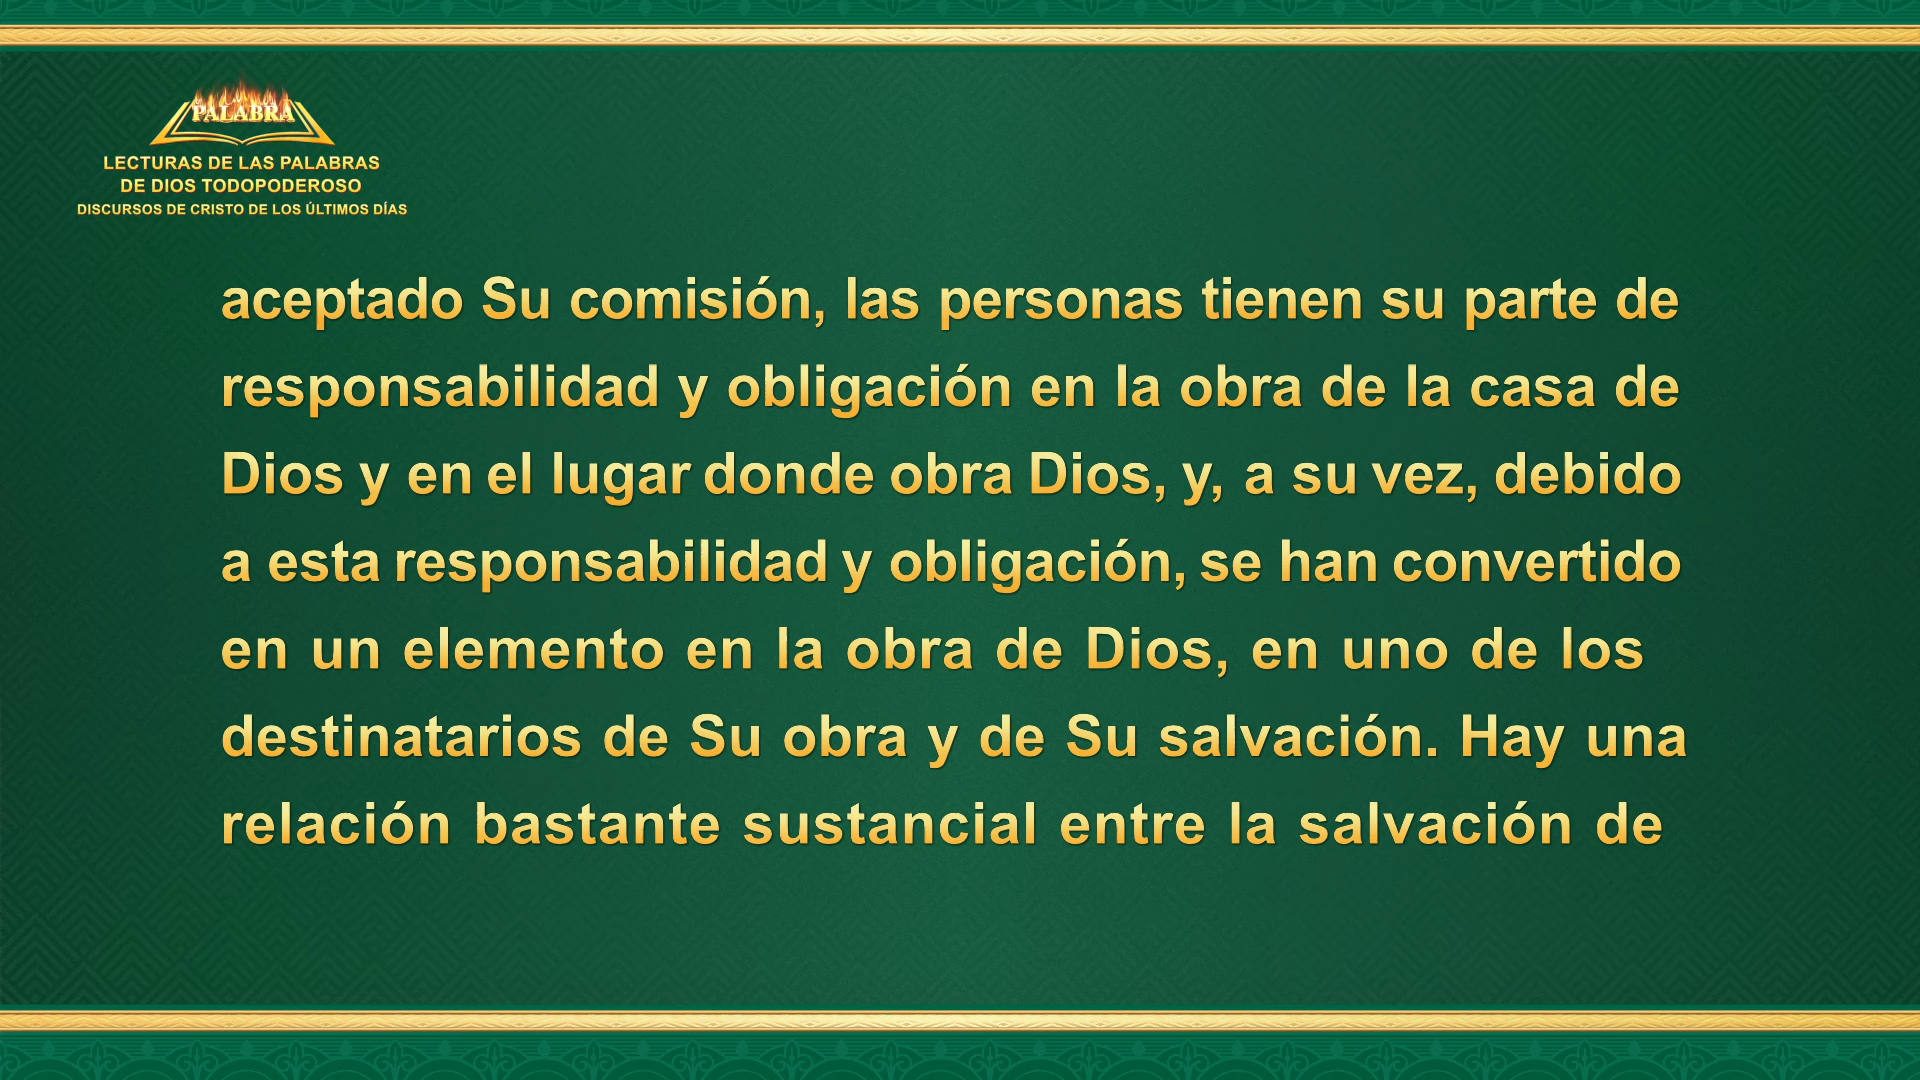 PALABRA
LECTURAS DE LAS PALABRAS
DE DIOS TODOPODEROSO
DISCURSOS DE CRISTO DE LOS ÚLTIMOS DÍAS
aceptado Su comisión, las personas tienen su parte de
responsabilidad y obligación en la obra de la casa de
Dios y en el lugar donde obra Dios, y, a su vez, debido
a esta responsabilidad y obligación, se han convertido
en un elemento en la obra de Dios, en uno de los
destinatarios de Su obra y de Su salvación. Hay una
relación bastante sustancial entre la salvación de